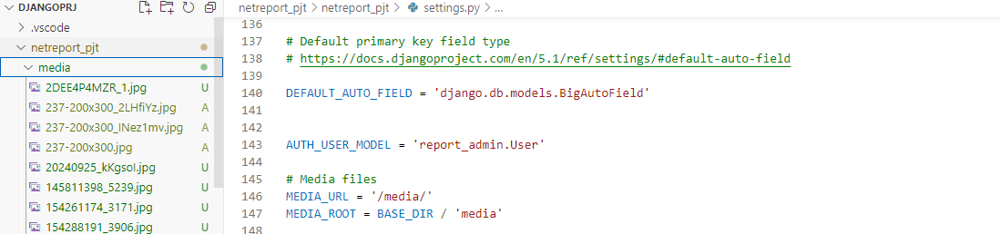 DJANGOPRJ
.vscode
netreport_pjt
media
2DEE4P4MZR_1.jpg U
237-200x300_2LHfiYz.jpg A
237-200x300_INez1mv.jpg A
237-200x300.jpg A
20240925_kKgsoI.jpg U
145811398_5239.jpg U
154261174_3171.jpg U
154288191_3906.jpg U
netreport_pjt > netreport_pjt > settings.py > ...
136
137 # Default primary key field type
138 # https://docs.djangoproject.com/en/5.1/ref/settings/#default-auto-field
139
140 DEFAULT_AUTO_FIELD = 'django.db.models.BigAutoField'
141
142
143 AUTH_USER_MODEL = 'report_admin.User'
144
145 # Media files
146 MEDIA_URL = '/media/'
147 MEDIA_ROOT = BASE_DIR / 'media'
148